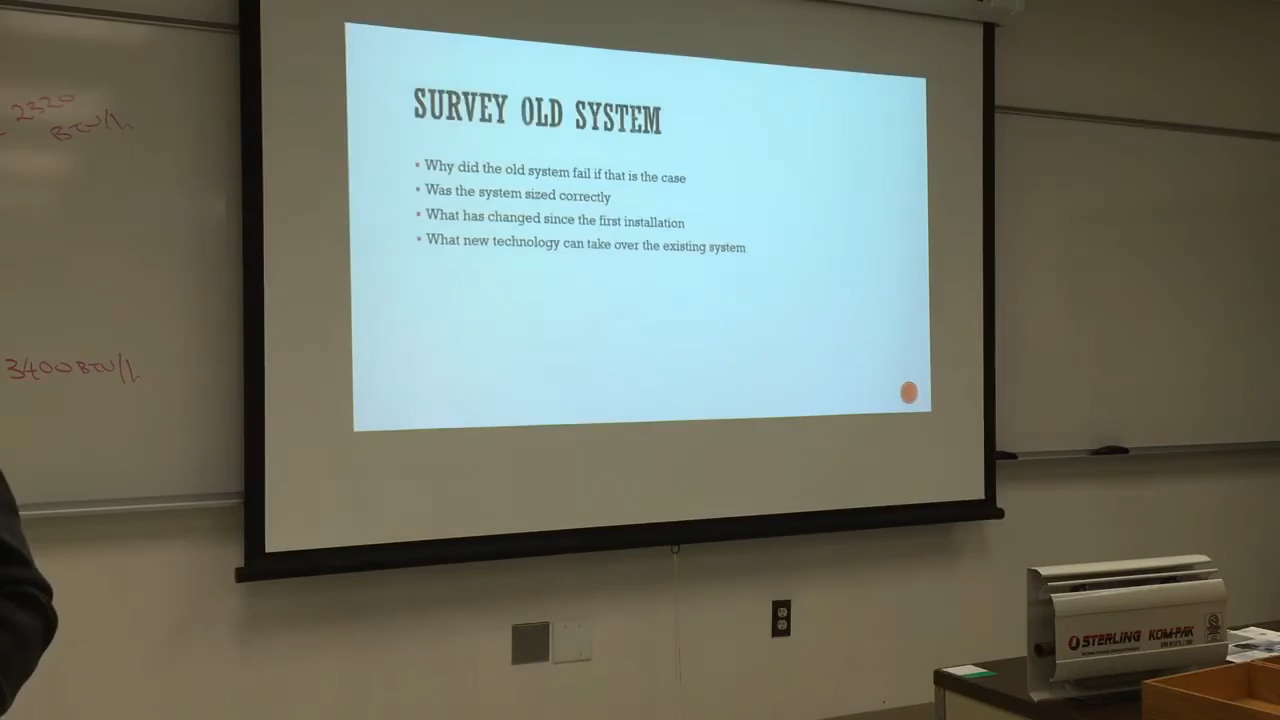 2320
BTU/h
SURVEY OLD SYSTEM
Why did the old system fail if that is the case
Was the system sized correctly
What has changed since the first installation
What new technology can take over the existing system
3400 BTU/h
STERLING KOM-PAK